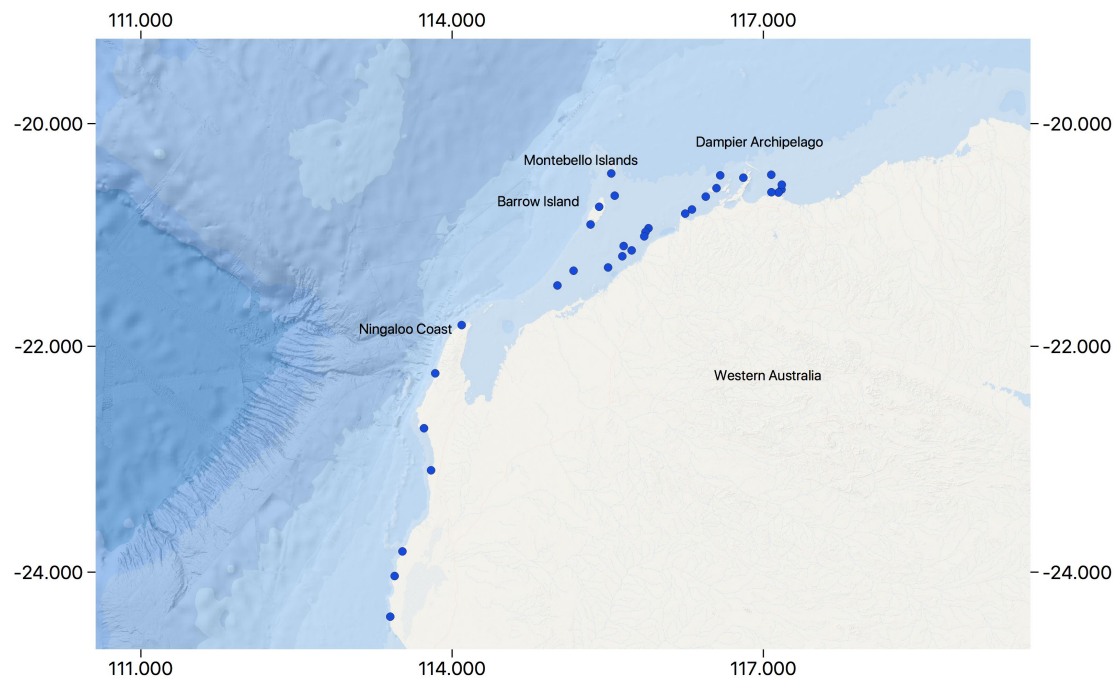 111.000 114.000 117.000
-20.000 -20.000
Dampier Archipelago
Montebello Islands
Barrow Island
Ningaloo Coast
-22.000 -22.000
Western Australia
-24.000 -24.000
111.000 114.000 117.000